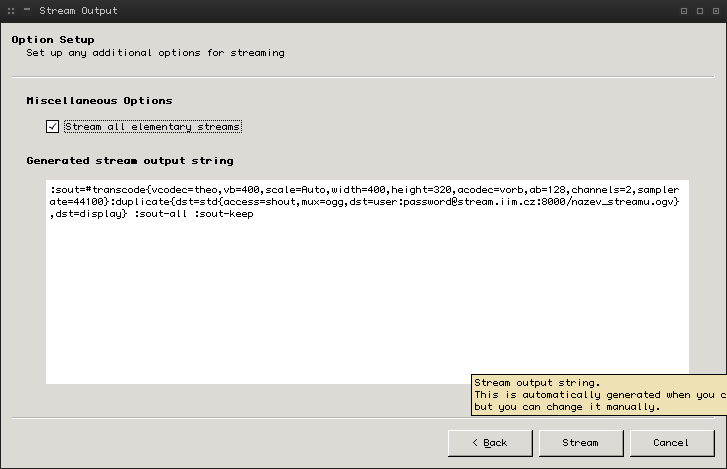 Stream Output
Option Setup
Set up any additional options for streaming
Miscellaneous Options
Stream all elementary streams
Generated stream output string
:sout=#transcode{vcodec=theo,vb=400,scale=Auto,width=400,height=320,acodec=vorb,ab=128,channels=2,sampler
ate=44100}:duplicate{dst=std{access=shout,mux=ogg,dst=user:password@stream.iim.cz:8000/nazev_streamu.ogv}
,dst=display} :sout-all :sout-keep
Stream output string.
This is automatically generated when you c
but you can change it manually.
< Back
Stream
Cancel